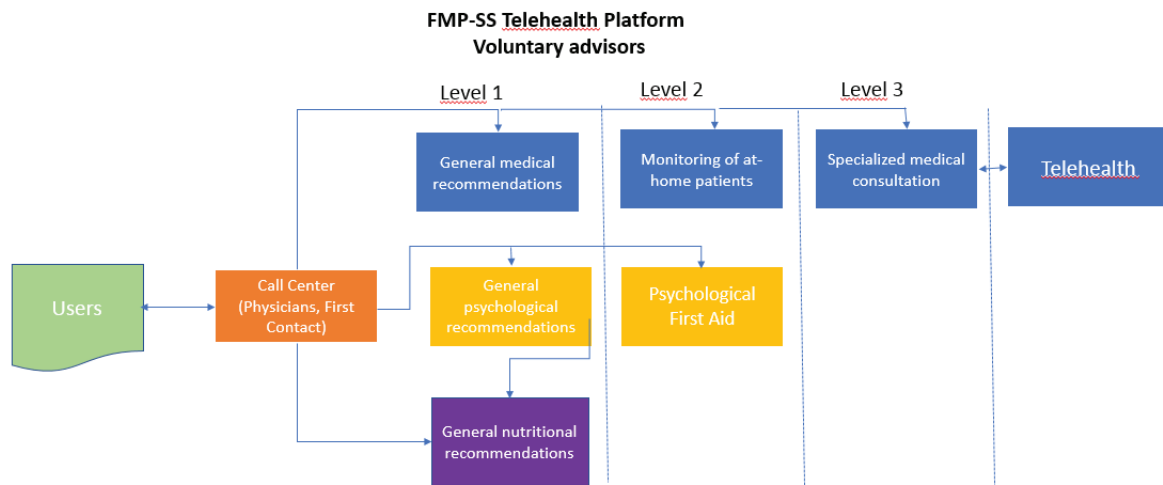 FMP-SS Telehealth Platform
Voluntary advisors
Level 1
Level 2
Level 3
General medical
recommendations
Monitoring of at-
home patients
Specialized medical
consultation
Telehealth
Users
Call Center
(Physicians, First
Contact)
General
psychological
recommendations
Psychological
First Aid
General nutritional
recommendations